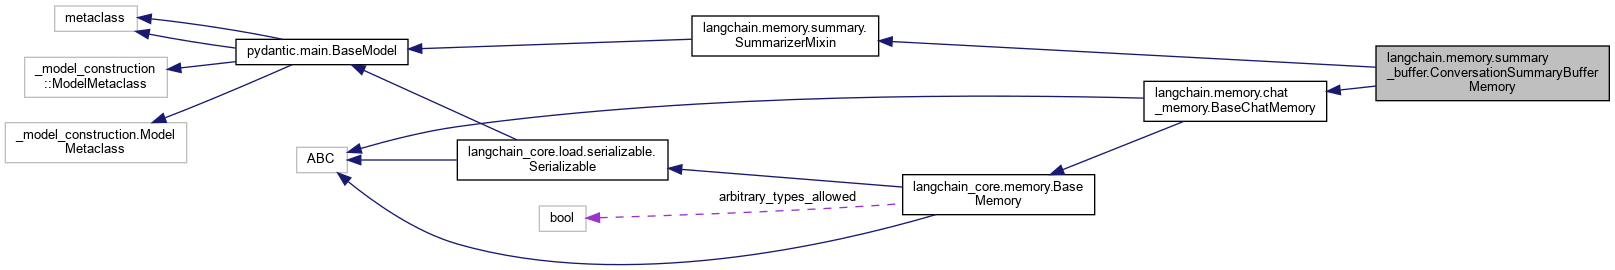 metaclass
pydantic.main.BaseModel
_model_construction
::ModelMetaclass
_model_construction.Model
Metaclass
langchain.memory.summary.
SummarizerMixin
langchain.memory.summary
_buffer.ConversationSummaryBuffer
Memory
langchain.memory.chat
_memory.BaseChatMemory
ABC
langchain_core.load.serializable.
Serializable
langchain_core.memory.Base
Memory
arbitrary_types_allowed
bool